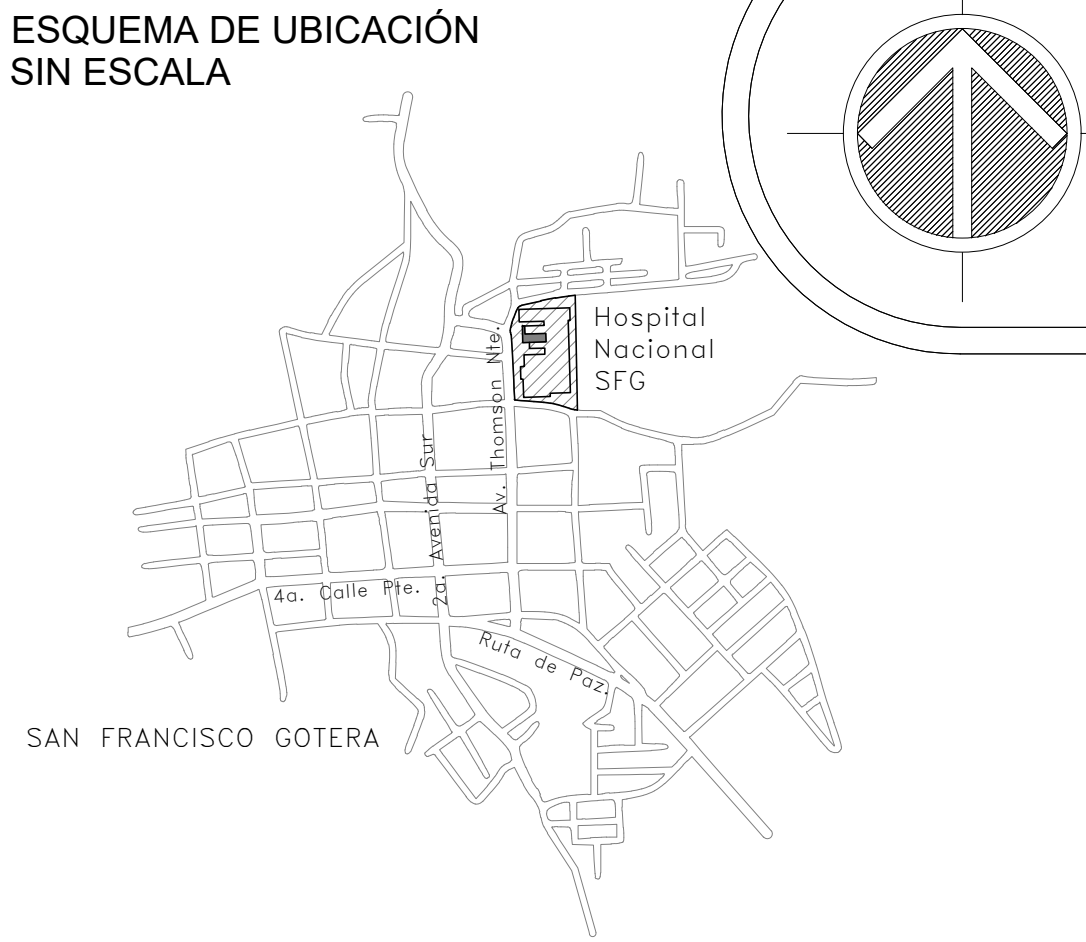 ESQUEMA DE UBICACIÓN
SIN ESCALA
Hospital
Nacional
SFG
Av. Thomson Nte.
2a. Avenida Sur
4a. Calle Pte.
Ruta de Paz.
SAN FRANCISCO GOTERA